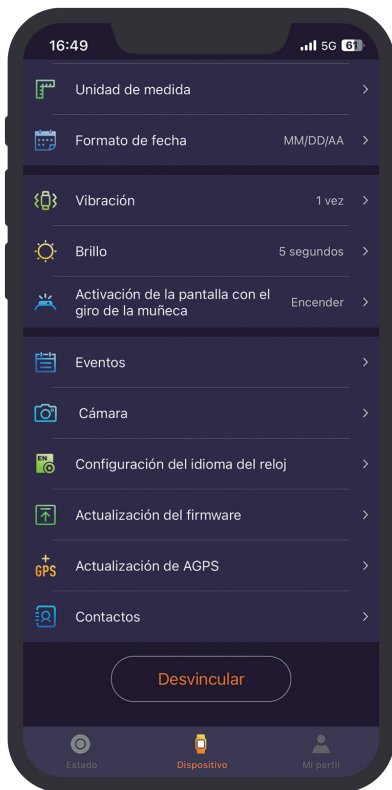 16:49
5G 61
Unidad de medida
Formato de fecha MM/DD/AA
Vibración 1 vez
Brillo 5 segundos
Activación de la pantalla con el
giro de la muñeca Encender
Eventos
Cámara
EN
Configuración del idioma del reloj
Actualización del firmware
GPS
Actualización de AGPS
Contactos
Desvincular
Estado Dispositivo Mi perfil